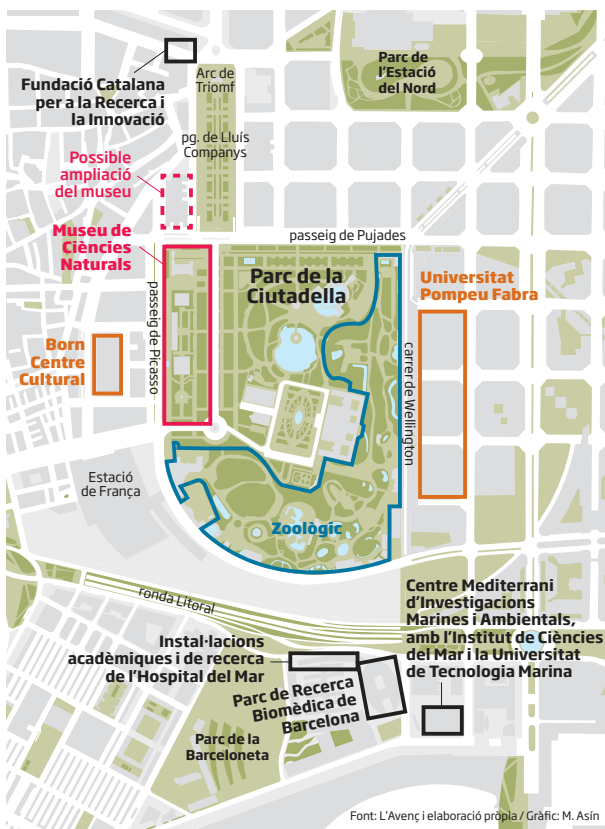 Parc de
l'Estació
del Nord
Fundació Catalana
per a la Recerca i
la Innovació
Arc de
Triomf
pg. de Lluís
Companys
Possible
ampliació
del museu
Museu de
Ciències
Naturals
passeig de Pujades
Parc de la
Ciutadella
Universitat
Pompeu Fabra
passeig de Picasso
Born
Centre
Cultural
carrer de Wellington
Estació
de França
Zoològic
ronda Litoral
Centre Mediterrani
d'Investigacions
Marines i Ambientals,
amb l'Institut de Ciències
del Mar i la Universitat
de Tecnologia Marina
Instal·lacions
acadèmiques i de recerca
de l'Hospital del Mar
Parc de Recerca
Biomèdica de
Barcelona
Parc de la
Barceloneta
Font: L'Avenç i elaboració pròpia / Gràfic: M. Asín